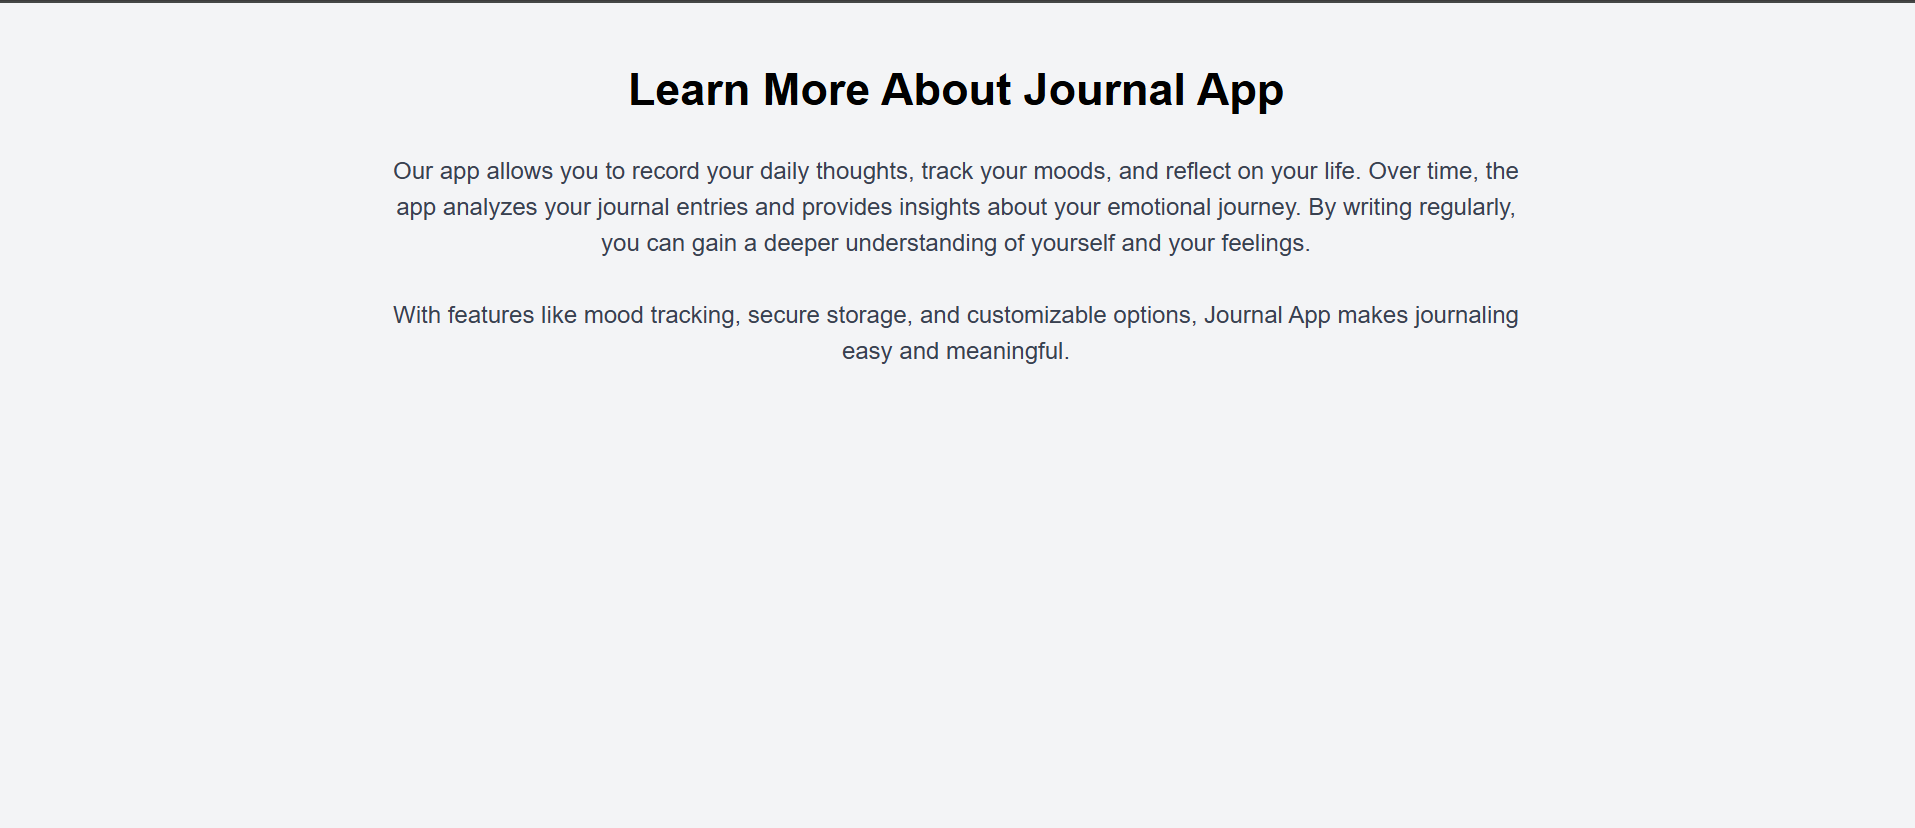 Learn More About Journal App
Our app allows you to record your daily thoughts, track your moods, and reflect on your life. Over time, the
app analyzes your journal entries and provides insights about your emotional journey. By writing regularly,
you can gain a deeper understanding of yourself and your feelings.
With features like mood tracking, secure storage, and customizable options, Journal App makes journaling
easy and meaningful.